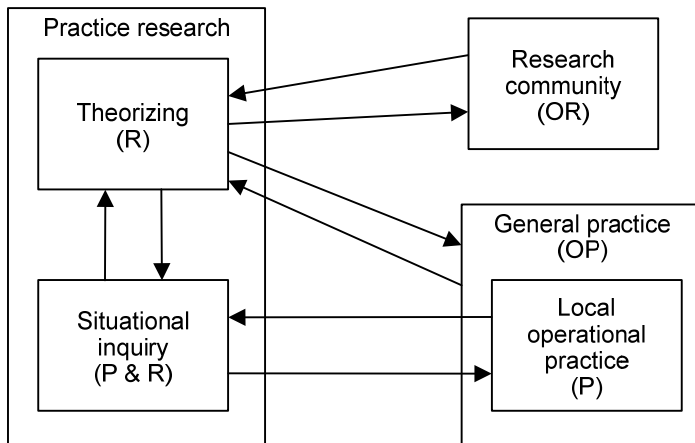 Practice research
Theorizing
(R)
Situational
inquiry
(P & R)
Research
community
(OR)
General practice
(OP)
Local
operational
practice
(P)